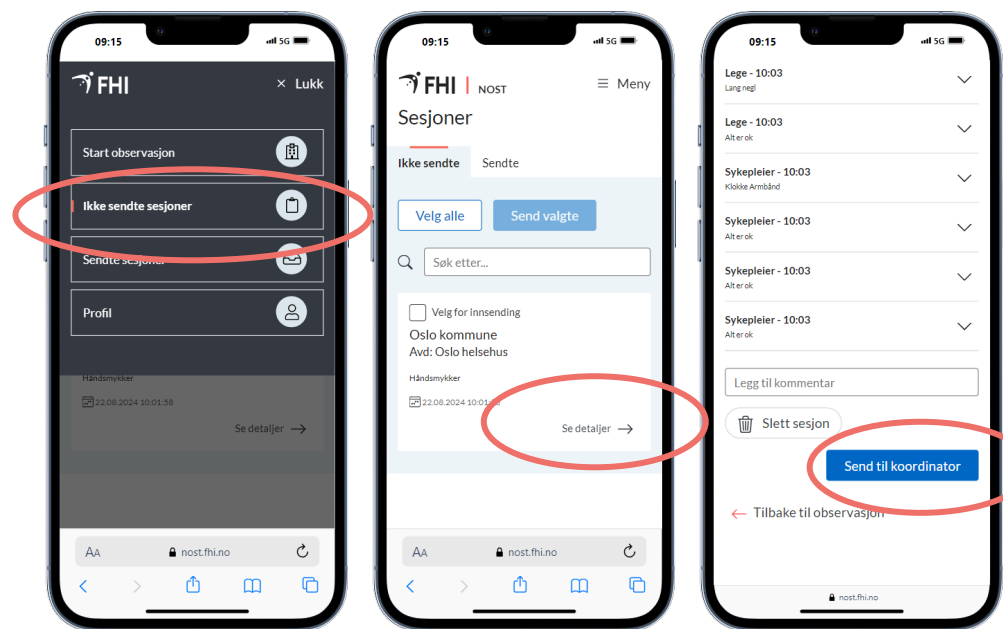 09:15
5G
FHI
× Lukk
Start observasjon
Ikke sendte sesjoner
Sendte sesjoner
Profil
Håndsmykker
22.08.2024 10:01:58
Se detaljer →
AA
nost.fhi.no
09:15
5G
FHI | NOST
Meny
Sesjoner
Ikke sendte
Sendte
Velg alle
Send valgte
Søk etter...
Velg for innsending
Oslo kommune
Avd: Oslo helsehus
Håndsmykker
22.08.2024 10:01:58
Se detaljer →
AA
nost.fhi.no
09:15
5G
Lege - 10:03
Lang negl
Lege - 10:03
Alt er ok
Sykepleier - 10:03
Klokke Armbånd
Sykepleier - 10:03
Alt er ok
Sykepleier - 10:03
Alt er ok
Sykepleier - 10:03
Alt er ok
Legg til kommentar
Slett sesjon
Send til koordinator
← Tilbake til observasjon
nost.fhi.no